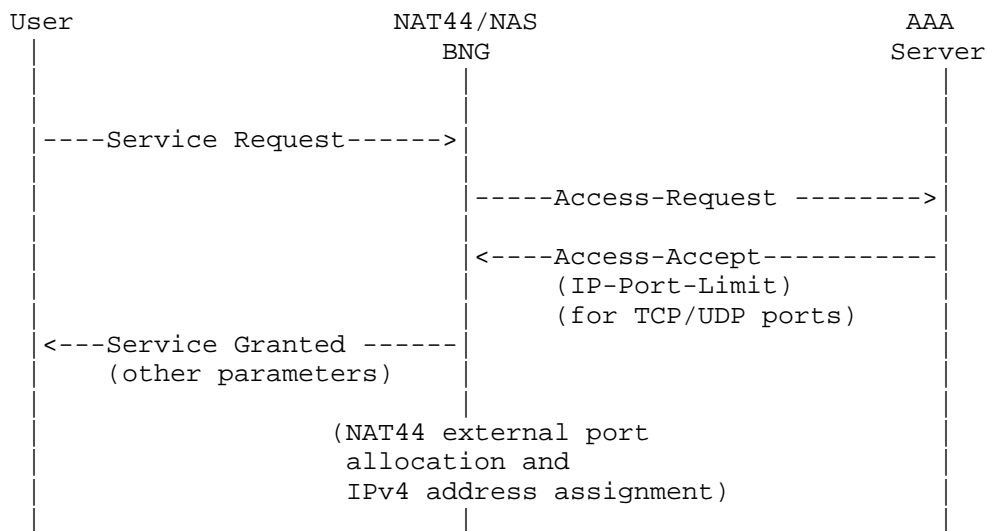 User NAT44/NAS AAA
BNG Server
----Service Request------>
-----Access-Request -------->
<----Access-Accept-----------
(IP-Port-Limit)
(for TCP/UDP ports)
<---Service Granted ------
(other parameters)
(NAT44 external port
allocation and
IPv4 address assignment)